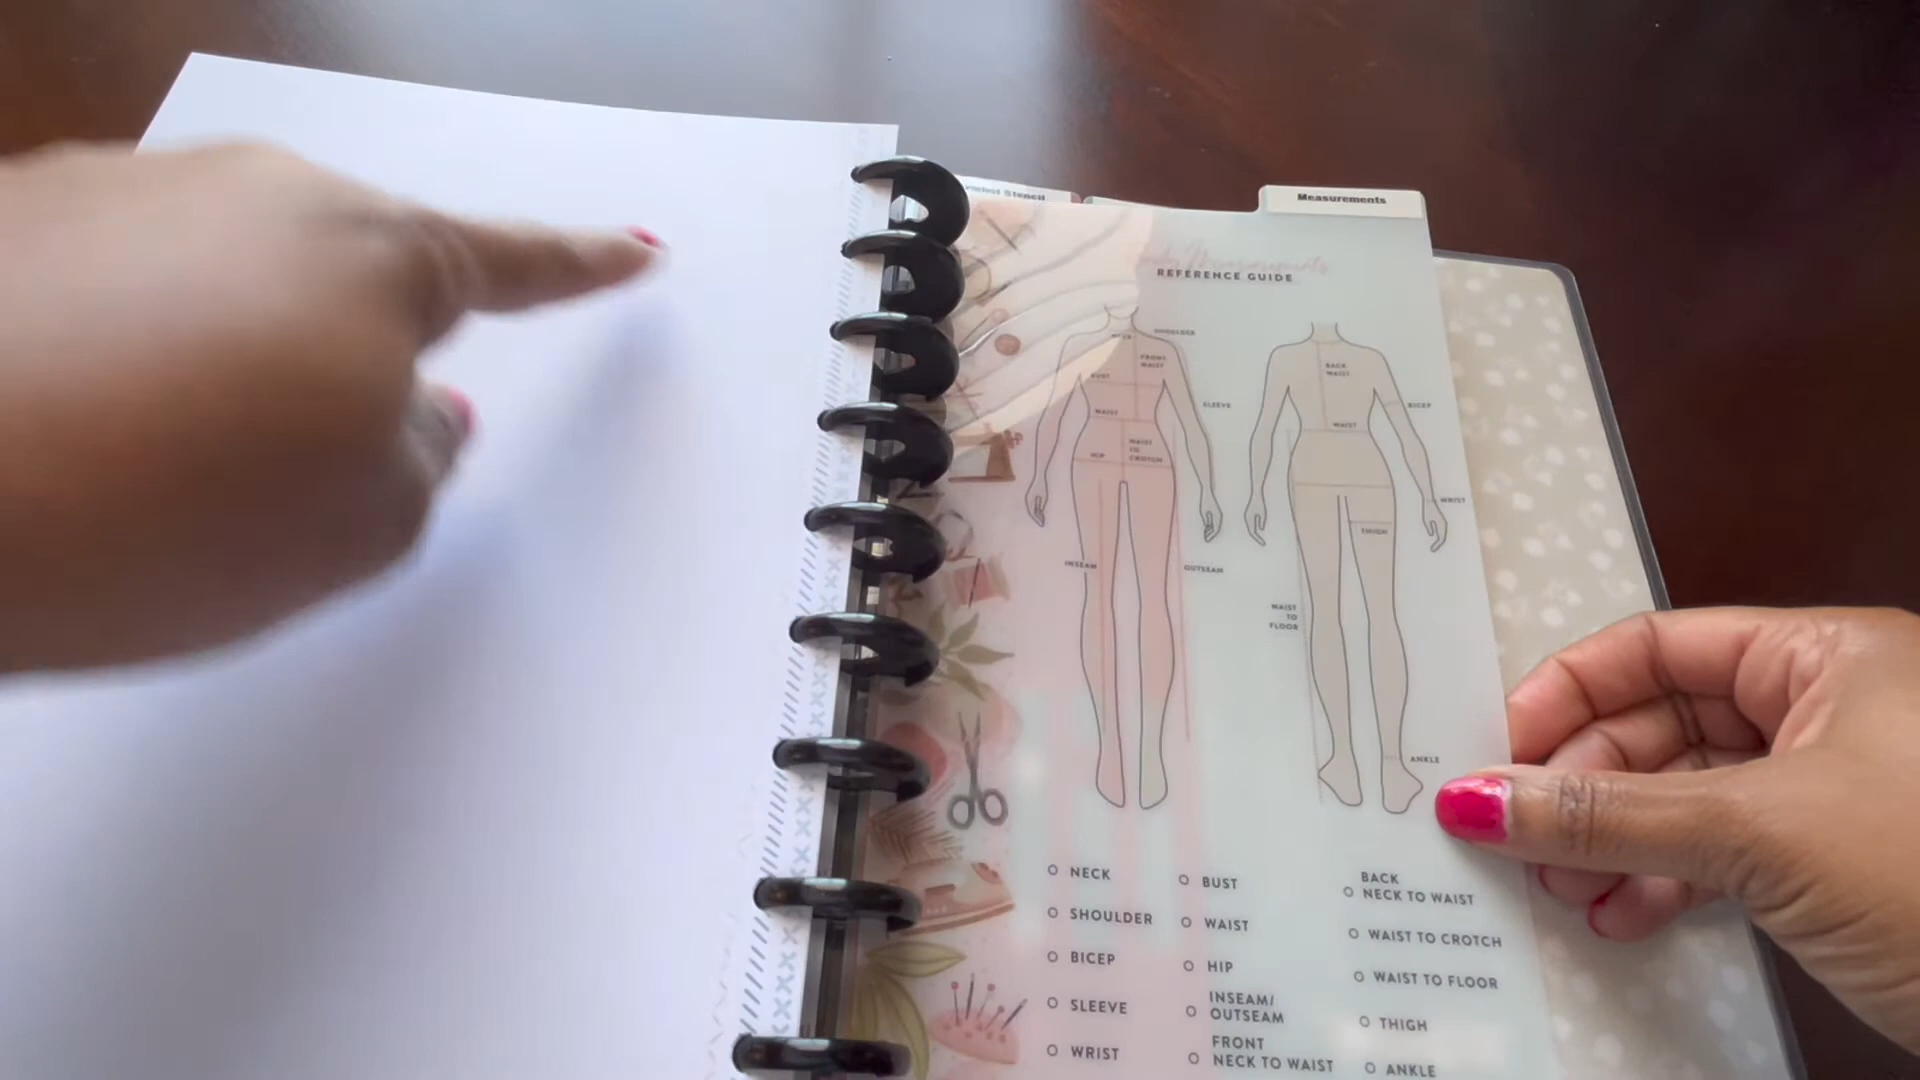 Stencil
Measurements
Measurements
REFERENCE GUIDE
SHOULDER
NECK
FRONT
WAIST
BUST
SLEEVE
WAIST
WAIST
TO
CROTCH
HIP
INSEAM
OUTSEAM
BACK
WAIST
BICEP
WAIST
WRIST
THIGH
WAIST
TO
FLOOR
ANKLE
NECK
SHOULDER
BICEP
SLEEVE
WRIST
BUST
WAIST
HIP
INSEAM/
OUTSEAM
FRONT
NECK TO WAIST
BACK
NECK TO WAIST
WAIST TO CROTCH
WAIST TO FLOOR
THIGH
ANKLE